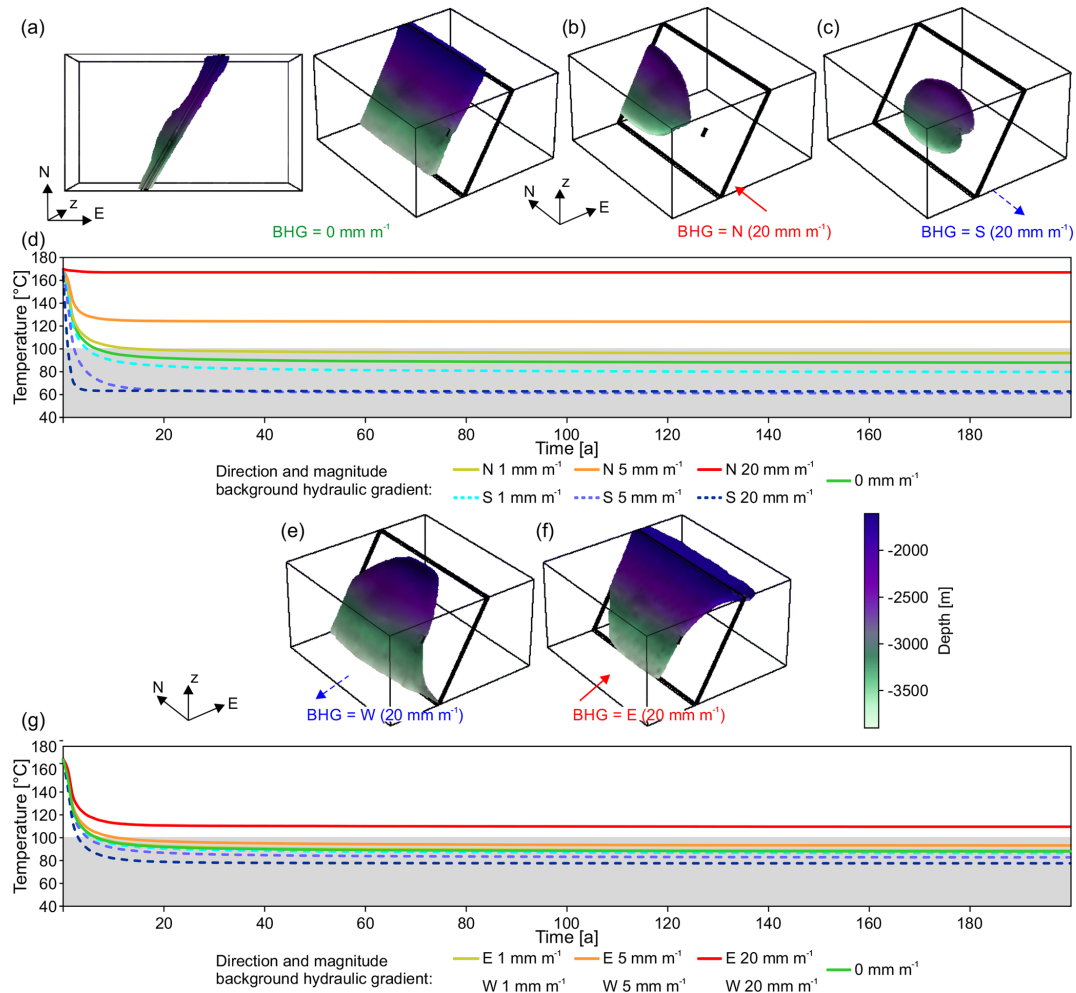 (a)
(b)
(c)
N
z
E
N
z
E
BHG = 0 mm m⁻¹
BHG = N (20 mm m⁻¹)
BHG = S (20 mm m⁻¹)
(d)
Temperature [°C]
180
160
140
120
100
80
60
40
20
40
60
80
100
120
140
160
180
Time [a]
Direction and magnitude
background hydraulic gradient:
N 1 mm m⁻¹
N 5 mm m⁻¹
N 20 mm m⁻¹
0 mm m⁻¹
S 1 mm m⁻¹
S 5 mm m⁻¹
S 20 mm m⁻¹
(e)
(f)
N
z
E
BHG = W (20 mm m⁻¹)
BHG = E (20 mm m⁻¹)
-2000
-2500
-3000
-3500
Depth [m]
(g)
Temperature [°C]
180
160
140
120
100
80
60
40
20
40
60
80
100
120
140
160
180
Time [a]
Direction and magnitude
background hydraulic gradient:
E 1 mm m⁻¹
E 5 mm m⁻¹
E 20 mm m⁻¹
0 mm m⁻¹
W 1 mm m⁻¹
W 5 mm m⁻¹
W 20 mm m⁻¹